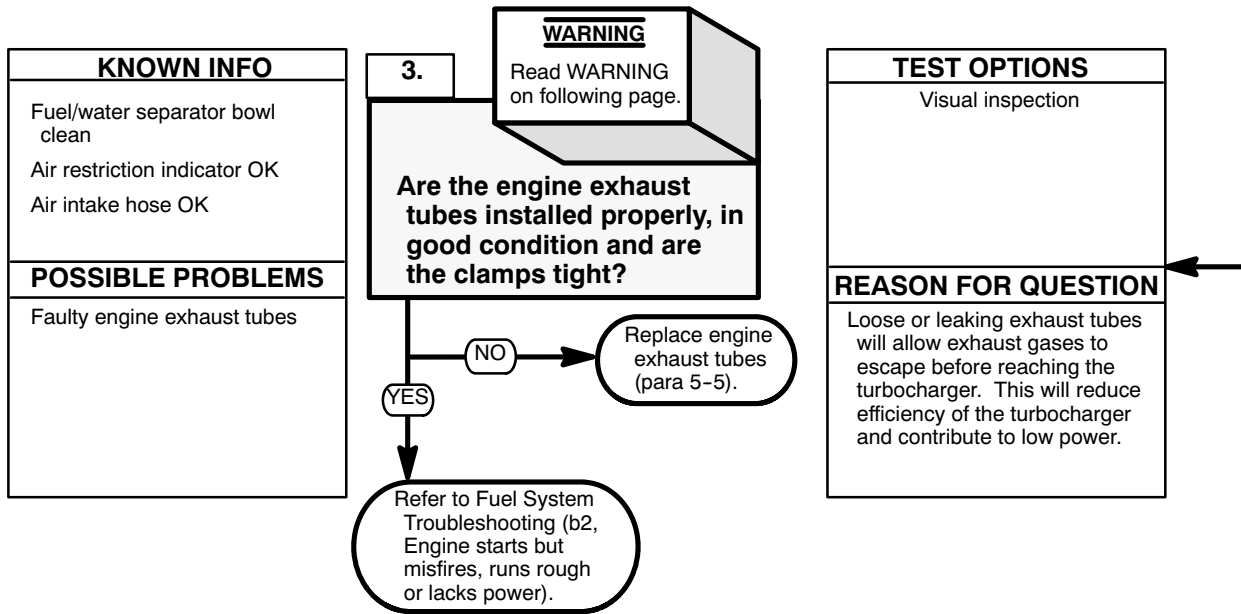 KNOWN INFO
Fuel/water separator bowl
clean
Air restriction indicator OK
Air intake hose OK
POSSIBLE PROBLEMS
Faulty engine exhaust tubes
3.
WARNING
Read WARNING
on following page.
Are the engine exhaust
tubes installed properly, in
good condition and are
the clamps tight?
NO
Replace engine
exhaust tubes
(para 5-5).
YES
Refer to Fuel System
Troubleshooting (b2,
Engine starts but
misfires, runs rough
or lacks power).
TEST OPTIONS
Visual inspection
REASON FOR QUESTION
Loose or leaking exhaust tubes
will allow exhaust gases to
escape before reaching the
turbocharger. This will reduce
efficiency of the turbocharger
and contribute to low power.